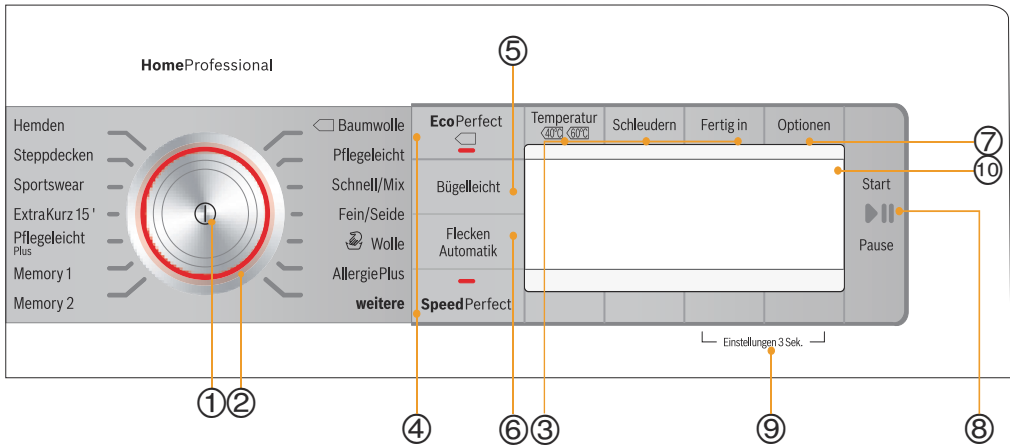 HomeProfessional
Hemden
Steppdecken
Sportswear
ExtraKurz 15 '
Pflegeleicht
Plus
Memory 1
Memory 2
Baumwolle
Pflegeleicht
Schnell/Mix
Fein/Seide
Wolle
AllergiePlus
weitere
EcoPerfect
Bügelleicht
Flecken
Automatik
SpeedPerfect
Temperatur
40°C 60°C
Schleudern
Fertig in
Optionen
Start
Pause
Einstellungen 3 Sek.
①
②
③
④
⑤
⑥
⑦
⑧
⑨
⑩